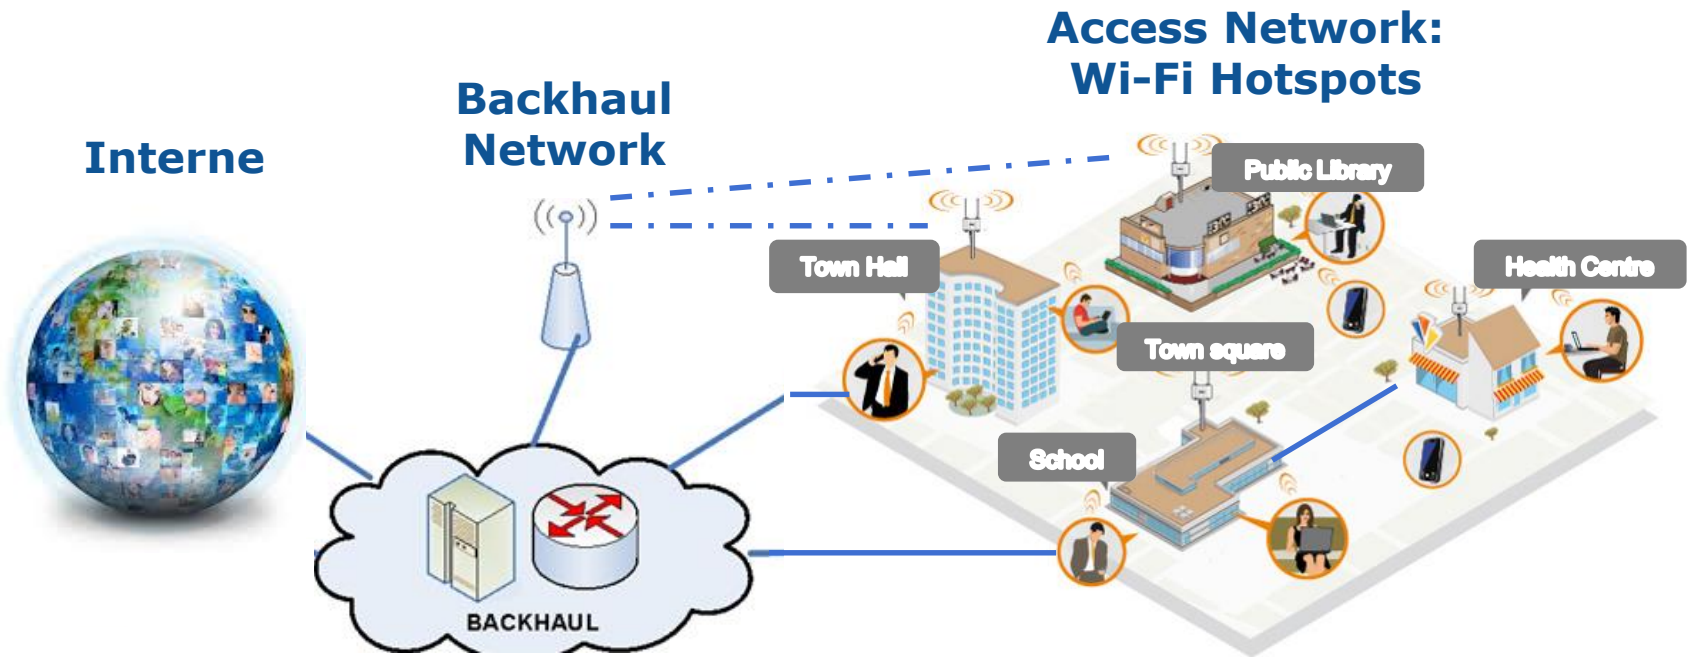 Access Network:
Wi-Fi Hotspots
Backhaul
Network
Interne
Public Library
Town Hall
Health Centre
Town square
School
BACKHAUL